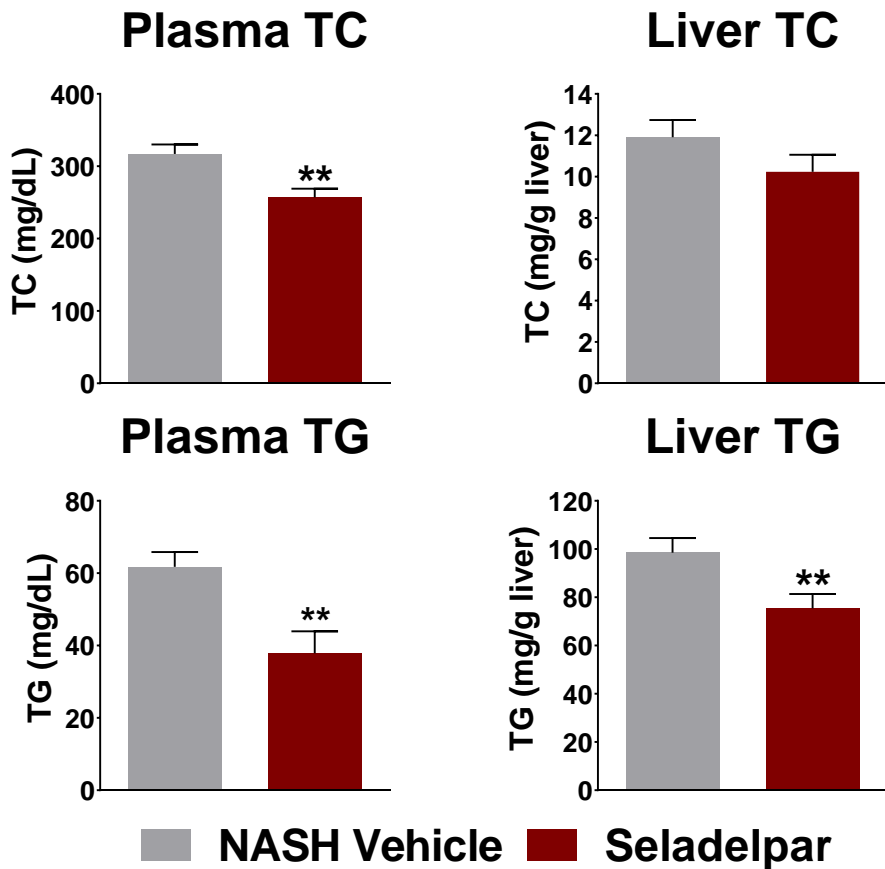 Plasma TC
TC (mg/dL)
400
300
200
100
0
**
Liver TC
TC (mg/g liver)
14
12
10
8
6
4
2
0
Plasma TG
TG (mg/dL)
80
60
40
20
0
**
Liver TG
TG (mg/g liver)
120
100
80
60
40
20
0
**
NASH Vehicle
Seladelpar